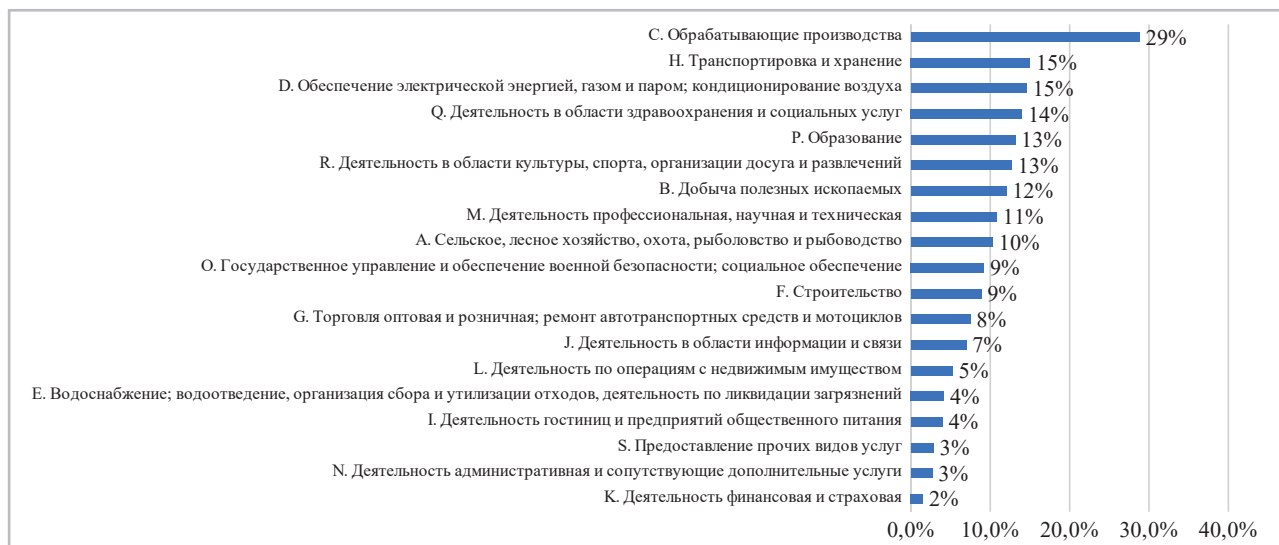 C. Обрабатывающие производства 29%
H. Транспортировка и хранение 15%
D. Обеспечение электрической энергией, газом и паром; кондиционирование воздуха 15%
Q. Деятельность в области здравоохранения и социальных услуг 14%
P. Образование 13%
R. Деятельность в области культуры, спорта, организации досуга и развлечений 13%
B. Добыча полезных ископаемых 12%
M. Деятельность профессиональная, научная и техническая 11%
A. Сельское, лесное хозяйство, охота, рыболовство и рыбоводство 10%
O. Государственное управление и обеспечение военной безопасности; социальное обеспечение 9%
F. Строительство 9%
G. Торговля оптовая и розничная; ремонт автотранспортных средств и мотоциклов 8%
J. Деятельность в области информации и связи 7%
L. Деятельность по операциям с недвижимым имуществом 5%
E. Водоснабжение; водоотведение, организация сбора и утилизации отходов, деятельность по ликвидации загрязнений 4%
I. Деятельность гостиниц и предприятий общественного питания 4%
S. Предоставление прочих видов услуг 3%
N. Деятельность административная и сопутствующие дополнительные услуги 3%
K. Деятельность финансовая и страховая 2%
0,0% 10,0% 20,0% 30,0% 40,0%